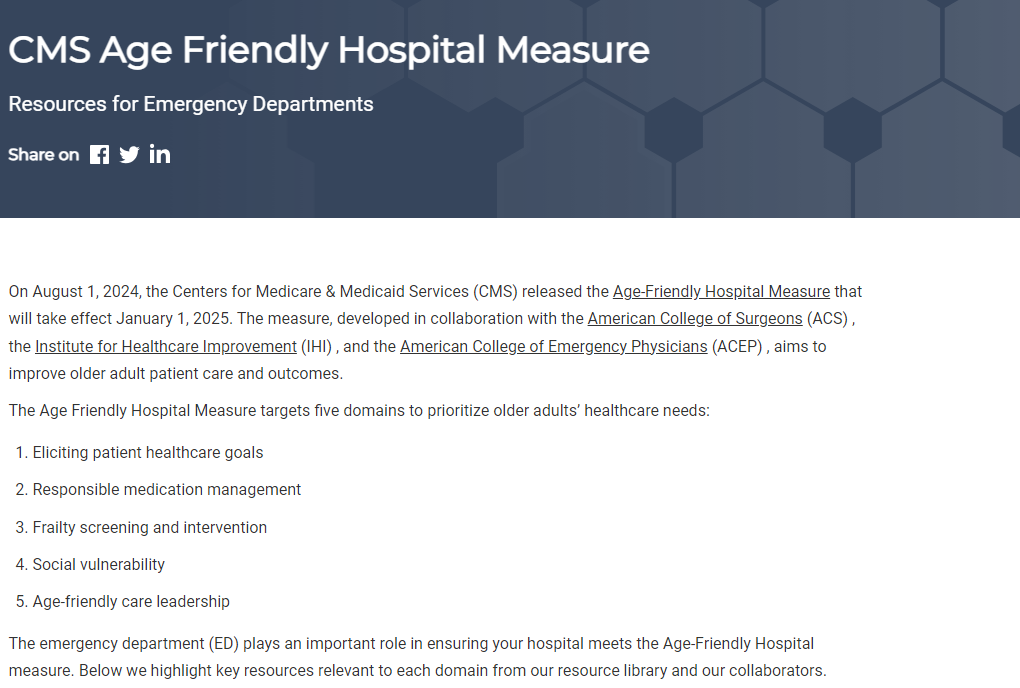 CMS Age Friendly Hospital Measure
Resources for Emergency Departments
Share on
On August 1, 2024, the Centers for Medicare & Medicaid Services (CMS) released the Age-Friendly Hospital Measure that
will take effect January 1, 2025. The measure, developed in collaboration with the American College of Surgeons (ACS) ,
the Institute for Healthcare Improvement (IHI) , and the American College of Emergency Physicians (ACEP) , aims to
improve older adult patient care and outcomes.
The Age Friendly Hospital Measure targets five domains to prioritize older adults’ healthcare needs:
1. Eliciting patient healthcare goals
2. Responsible medication management
3. Frailty screening and intervention
4. Social vulnerability
5. Age-friendly care leadership
The emergency department (ED) plays an important role in ensuring your hospital meets the Age-Friendly Hospital
measure. Below we highlight key resources relevant to each domain from our resource library and our collaborators.